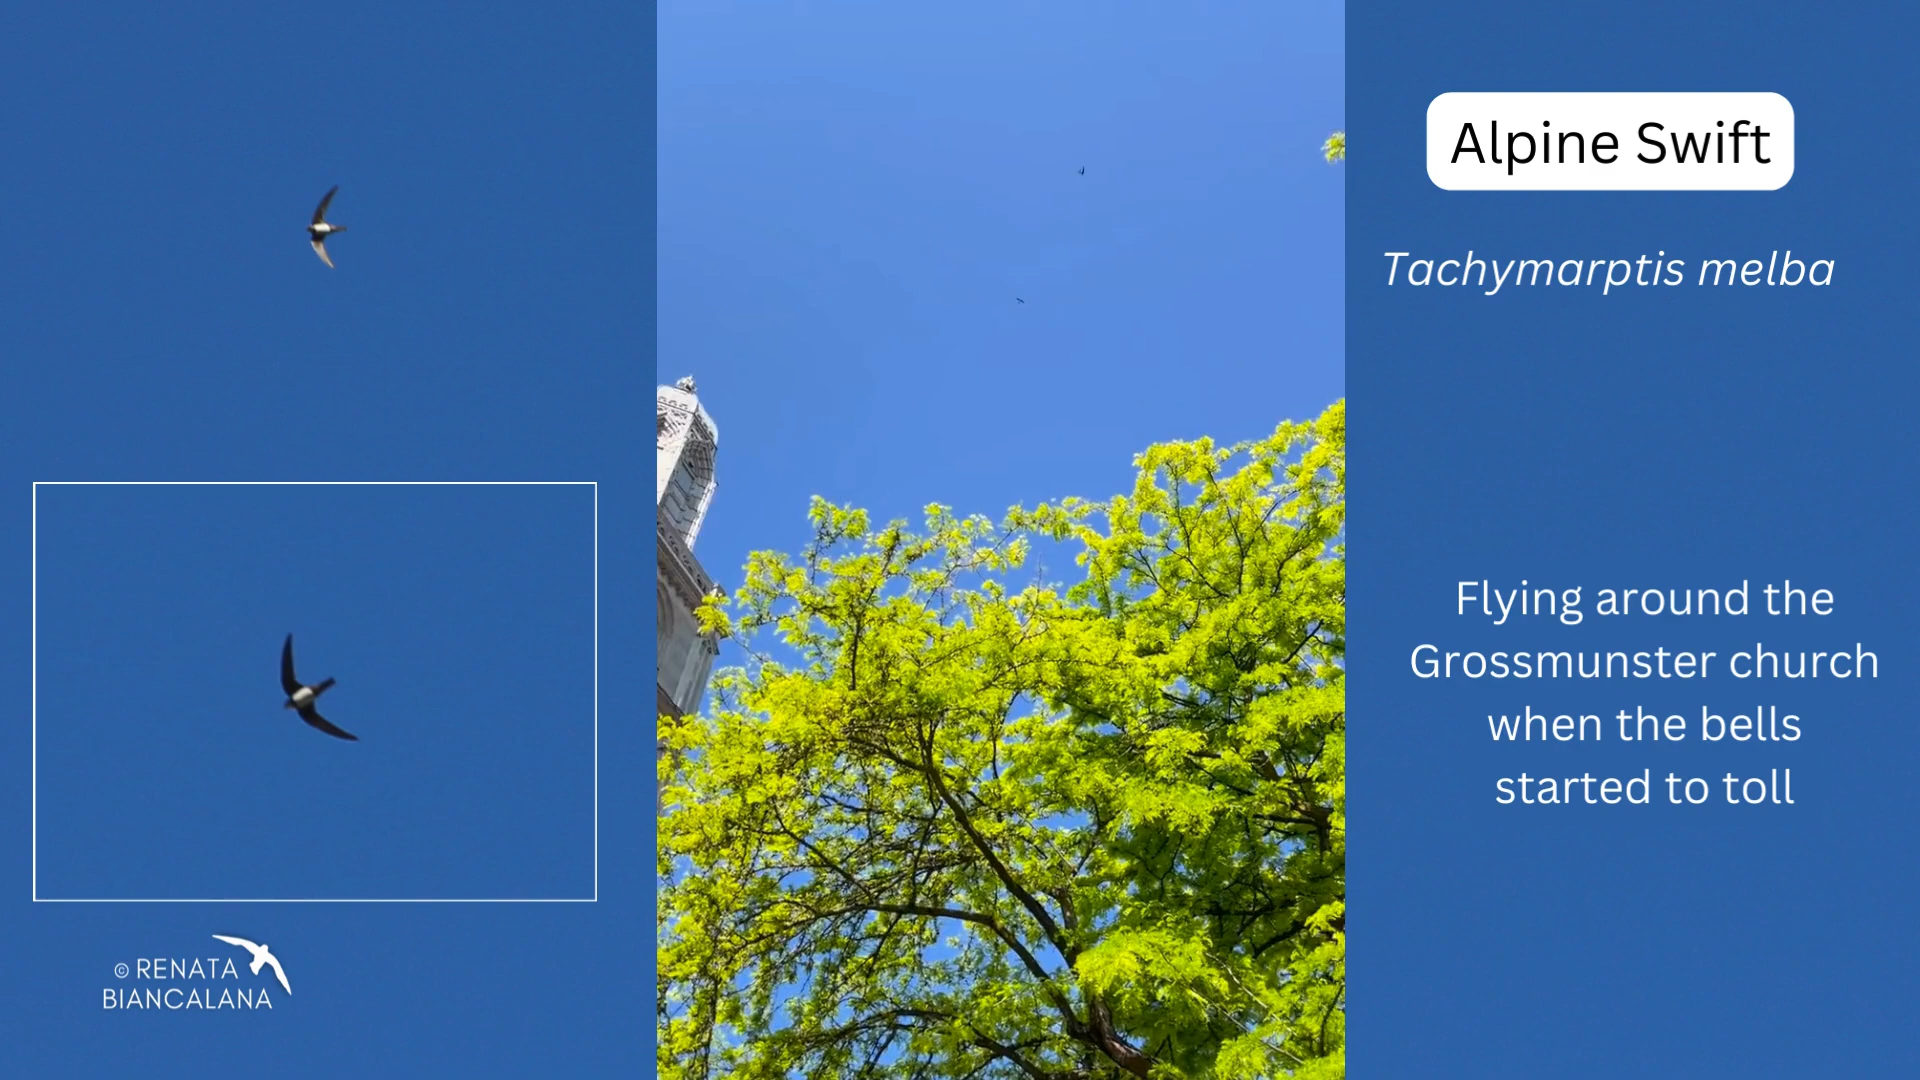 Alpine Swift
Tachymarptis melba
Flying around the
Grossmunster church
when the bells
started to toll
© RENATA
BIANCALANA